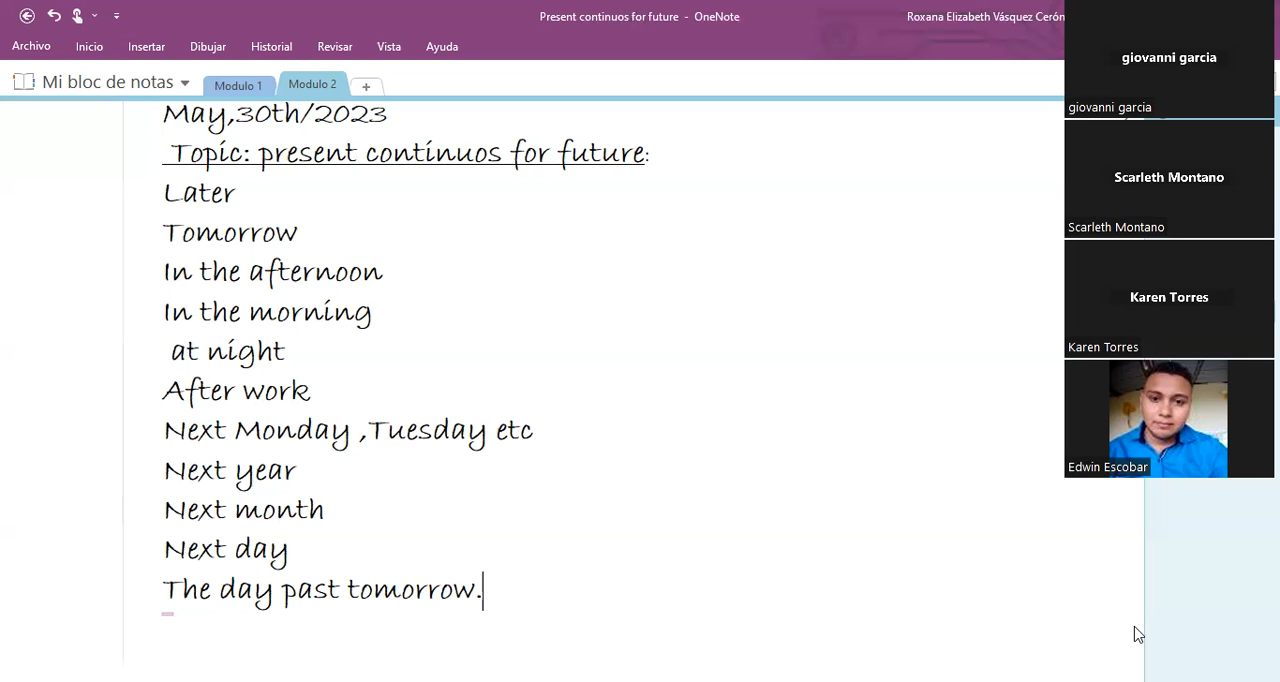 Present continuos for future - OneNote
Roxana Elizabeth Vásquez Cerón
Archivo Inicio Insertar Dibujar Historial Revisar Vista Ayuda
Mi bloc de notas Modulo 1 Modulo 2 +
May,30th/2023
Topic: present continuos for future:
Later
Tomorrow
In the afternoon
In the morning
at night
After work
Next Monday ,Tuesday etc
Next year
Next month
Next day
The day past tomorrow.
giovanni garcia
giovanni garcia
Scarleth Montano
Scarleth Montano
Karen Torres
Karen Torres
Edwin Escobar